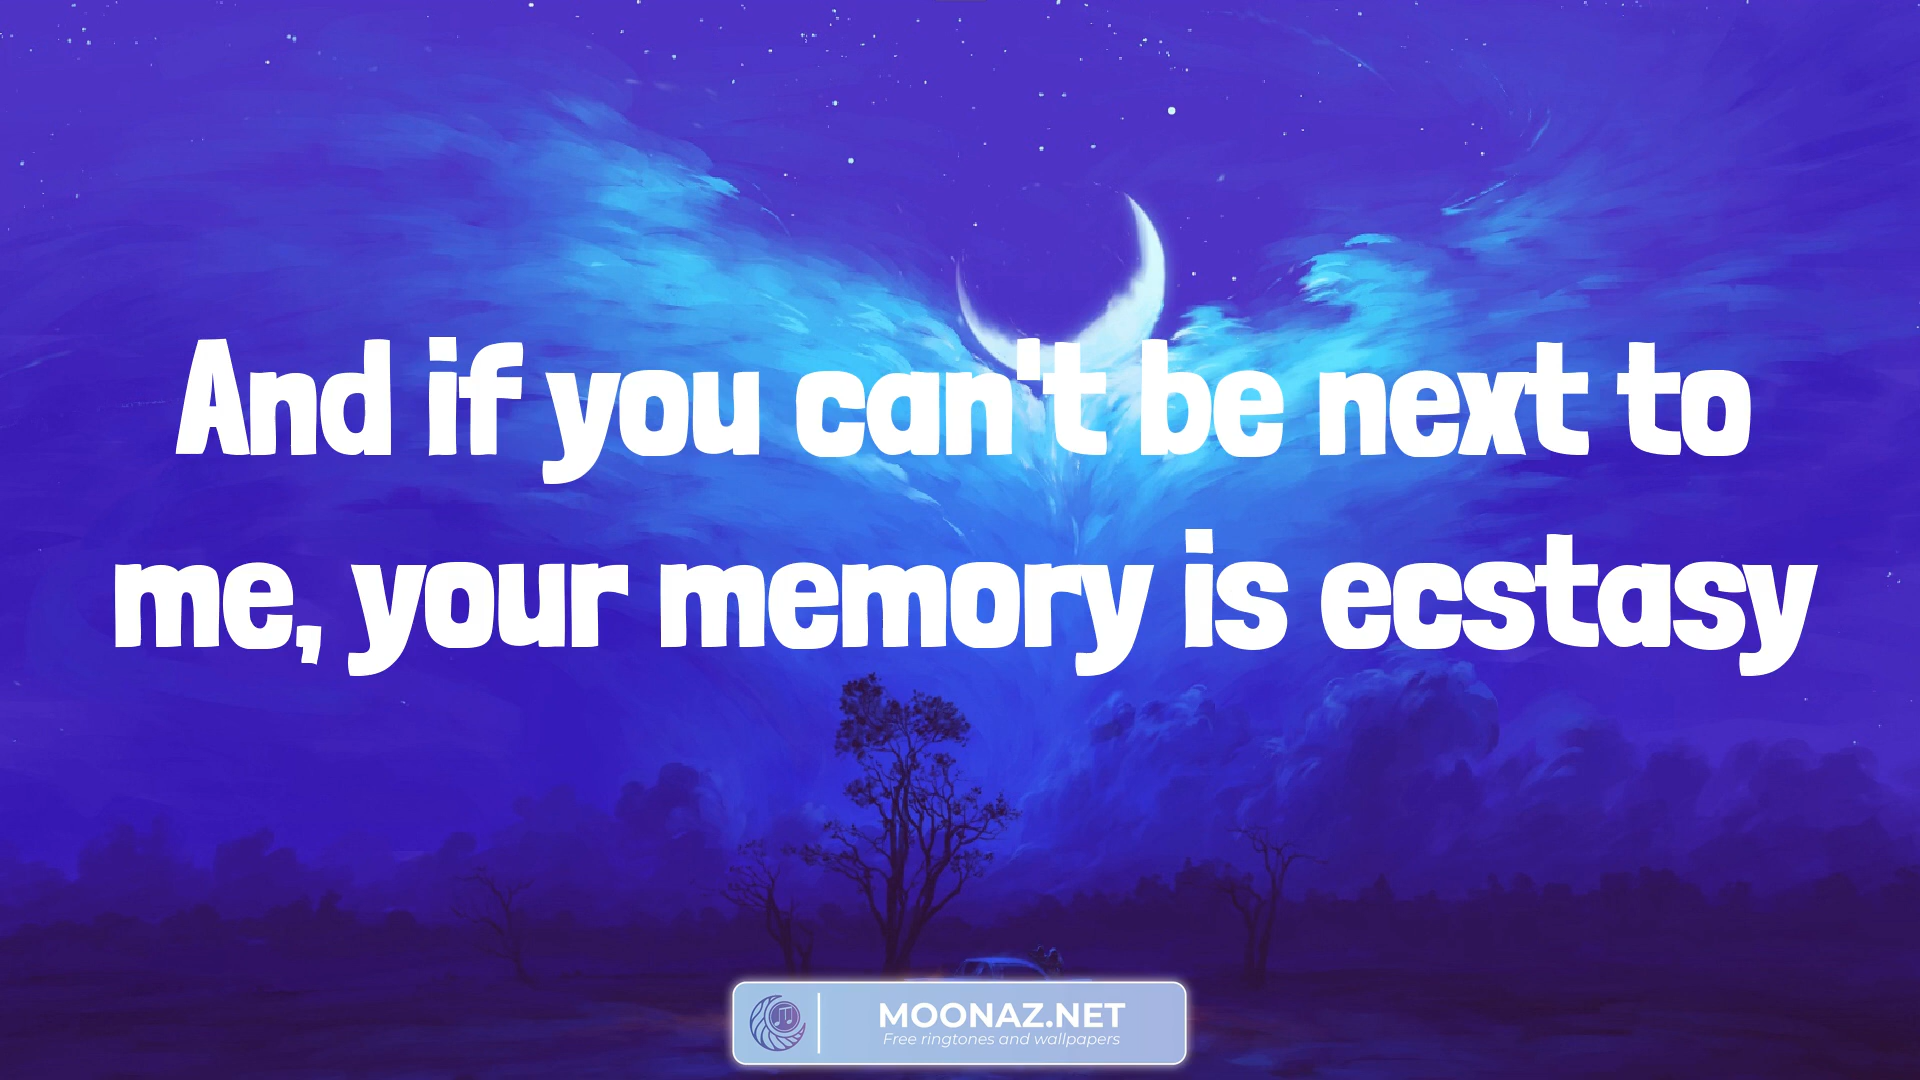 And if you can't be next to
me, your memory is ecstasy
MOONAZ.NET
Free ringtones and wallpapers